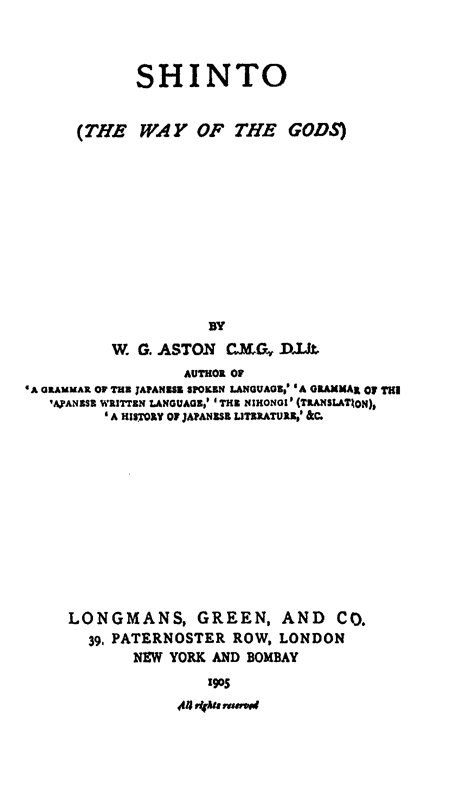 SHINTO
(THE WAY OF THE GODS)
BY
W. G. ASTON C.M.G., D.Lit.
AUTHOR OF
'A GRAMMAR OF THE JAPANESE SPOKEN LANGUAGE,' 'A GRAMMAR OF THE
'APANESE WRITTEN LANGUAGE,' 'THE NIHONGI' (TRANSLATION),
'A HISTORY OF JAPANESE LITERATURE,' &C.
LONGMANS, GREEN, AND CO.
39, PATERNOSTER ROW, LONDON
NEW YORK AND BOMBAY
1905
All rights reserved